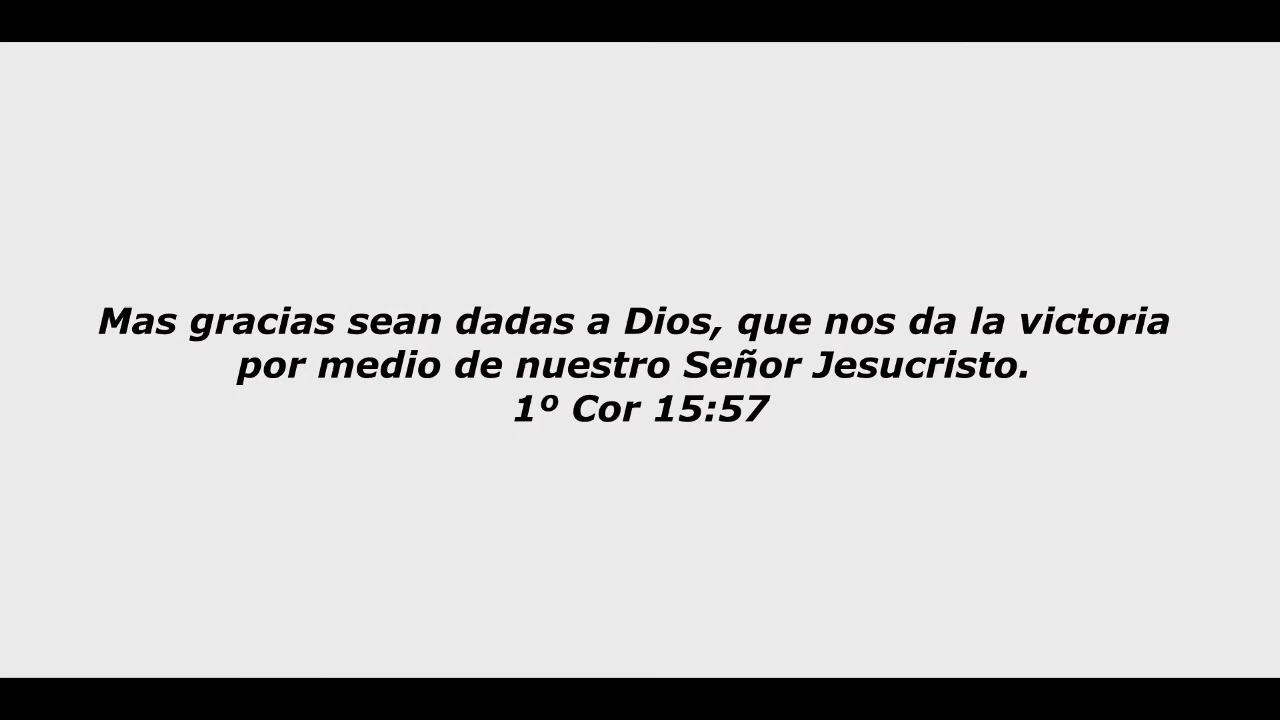 Mas gracias sean dadas a Dios, que nos da la victoria
por medio de nuestro Señor Jesucristo.
1º Cor 15:57